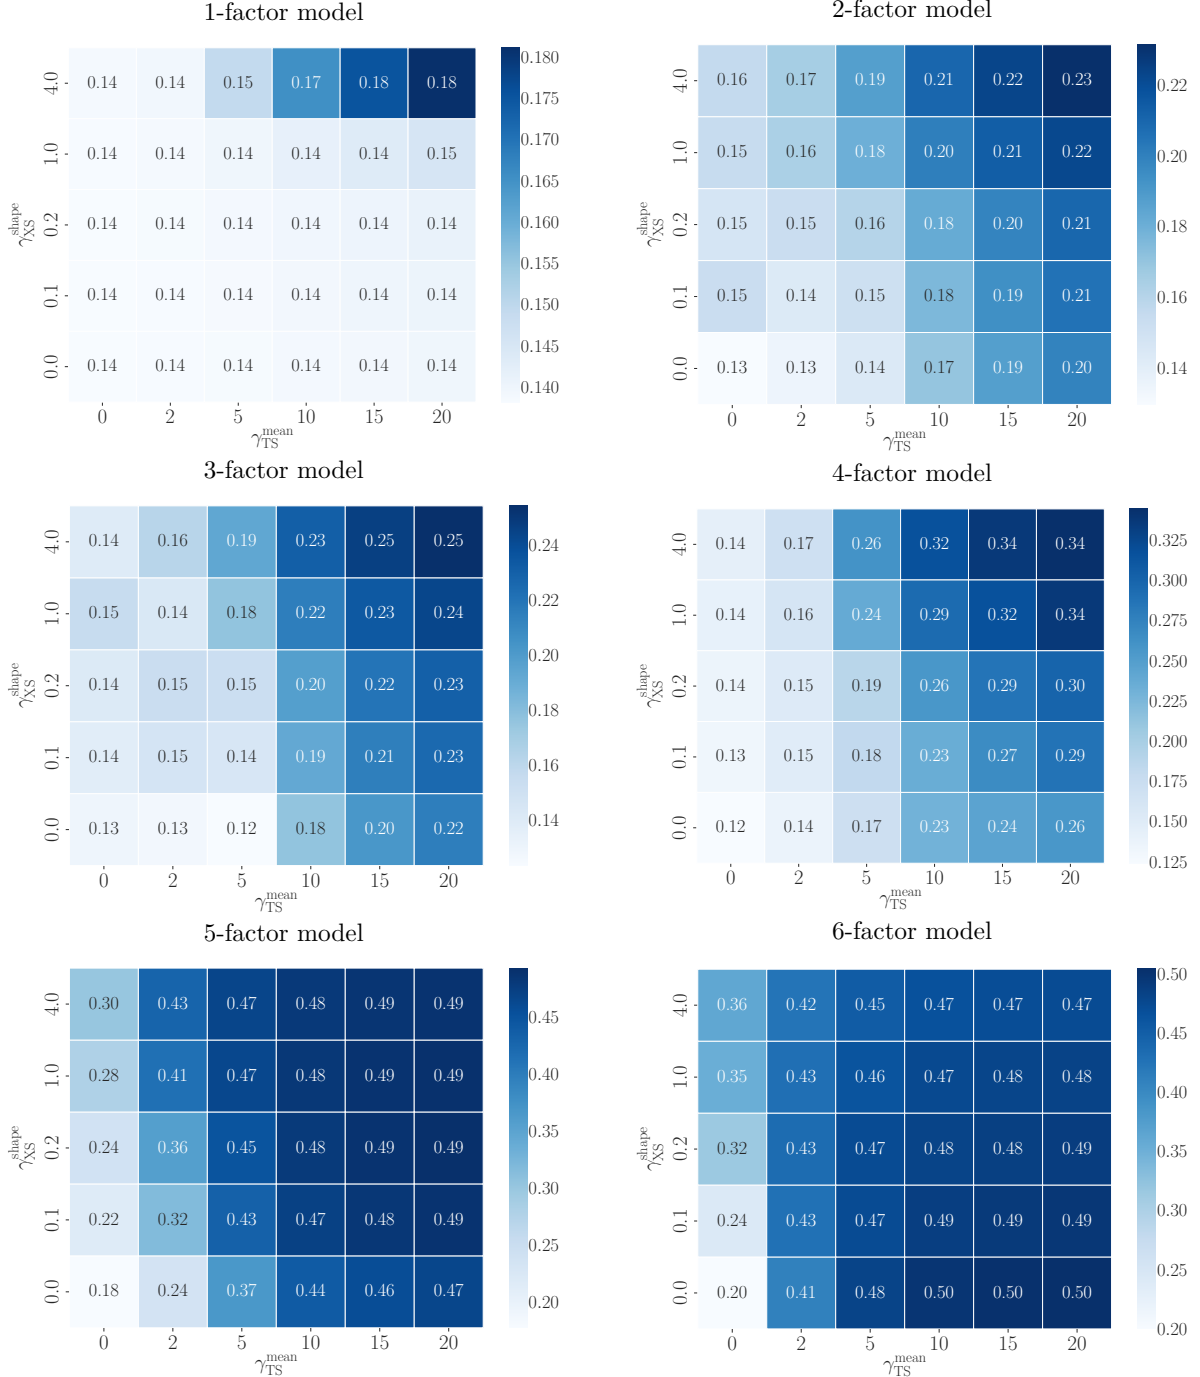 1-factor model
4.0 0.14 0.14 0.15 0.17 0.18 0.18
1.0 0.14 0.14 0.14 0.14 0.14 0.15
0.2 0.14 0.14 0.14 0.14 0.14 0.14
0.1 0.14 0.14 0.14 0.14 0.14 0.14
0.0 0.14 0.14 0.14 0.14 0.14 0.14
0 2 5 10 15 20
γ_TS^mean
γ_XS^shape
0.180
0.175
0.170
0.165
0.160
0.155
0.150
0.145
0.140
2-factor model
4.0 0.16 0.17 0.19 0.21 0.22 0.23
1.0 0.15 0.16 0.18 0.20 0.21 0.22
0.2 0.15 0.15 0.16 0.18 0.20 0.21
0.1 0.15 0.14 0.15 0.18 0.19 0.21
0.0 0.13 0.13 0.14 0.17 0.19 0.20
0 2 5 10 15 20
γ_TS^mean
γ_XS^shape
0.22
0.20
0.18
0.16
0.14
3-factor model
4.0 0.14 0.16 0.19 0.23 0.25 0.25
1.0 0.15 0.14 0.18 0.22 0.23 0.24
0.2 0.14 0.15 0.15 0.20 0.22 0.23
0.1 0.14 0.15 0.14 0.19 0.21 0.23
0.0 0.13 0.13 0.12 0.18 0.20 0.22
0 2 5 10 15 20
γ_TS^mean
γ_XS^shape
0.24
0.22
0.20
0.18
0.16
0.14
4-factor model
4.0 0.14 0.17 0.26 0.32 0.34 0.34
1.0 0.14 0.16 0.24 0.29 0.32 0.34
0.2 0.14 0.15 0.19 0.26 0.29 0.30
0.1 0.13 0.15 0.18 0.23 0.27 0.29
0.0 0.12 0.14 0.17 0.23 0.24 0.26
0 2 5 10 15 20
γ_TS^mean
γ_XS^shape
0.325
0.300
0.275
0.250
0.225
0.200
0.175
0.150
0.125
5-factor model
4.0 0.30 0.43 0.47 0.48 0.49 0.49
1.0 0.28 0.41 0.47 0.48 0.49 0.49
0.2 0.24 0.36 0.45 0.48 0.49 0.49
0.1 0.22 0.32 0.43 0.47 0.48 0.49
0.0 0.18 0.24 0.37 0.44 0.46 0.47
0 2 5 10 15 20
γ_TS^mean
γ_XS^shape
0.45
0.40
0.35
0.30
0.25
0.20
6-factor model
4.0 0.36 0.42 0.45 0.47 0.47 0.47
1.0 0.35 0.43 0.46 0.47 0.48 0.48
0.2 0.32 0.43 0.47 0.48 0.48 0.49
0.1 0.24 0.43 0.47 0.49 0.49 0.49
0.0 0.20 0.41 0.48 0.50 0.50 0.50
0 2 5 10 15 20
γ_TS^mean
γ_XS^shape
0.50
0.45
0.40
0.35
0.30
0.25
0.20